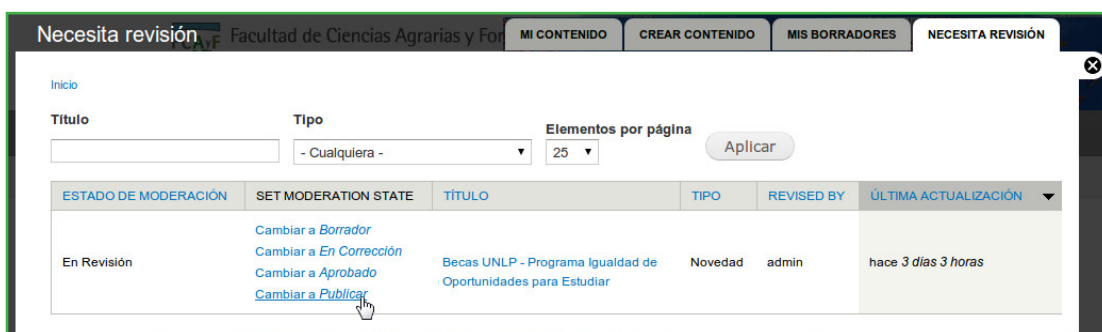 Necesita revisión
FCAyF Facultad de Ciencias Agrarias y For
MI CONTENIDO CREAR CONTENIDO MIS BORRADORES NECESITA REVISIÓN
Inicio
Título Tipo Elementos por página
- Cualquiera - 25 Aplicar
ESTADO DE MODERACIÓN SET MODERATION STATE TÍTULO TIPO REVISED BY ÚLTIMA ACTUALIZACIÓN
Cambiar a Borrador
Cambiar a En Corrección
En Revisión Becas UNLP - Programa Igualdad de Novedad admin hace 3 días 3 horas
Cambiar a Aprobado
Oportunidades para Estudiar
Cambiar a Publicar